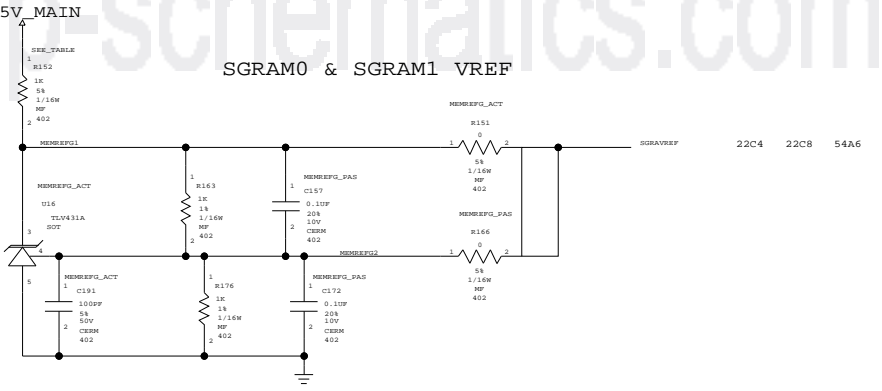 p-schematics.com
5V_MAIN
SEE_TABLE
1
R152
1K
5%
1/16W
MF
402
2
SGRAM0 & SGRAM1 VREF
MEMREFG_ACT
R151
1
0
2
5%
1/16W
MF
402
MEMREFG1
SGRAVREF 22C4 22C8 54A6
MEMREFG_ACT
U16
TLV431A
SOT
3
4
5
1
R163
1K
1%
1/16W
MF
402
2
MEMREFG_PAS
1
C157
0.1UF
20%
10V
CERM
402
2
MEMREFG_PAS
R166
1
0
2
5%
1/16W
MF
402
MEMREFG2
MEMREFG_ACT
1
C191
100PF
5%
50V
CERM
402
2
1
R176
1K
1%
1/16W
MF
402
2
MEMREFG_PAS
1
C172
0.1UF
20%
10V
CERM
402
2